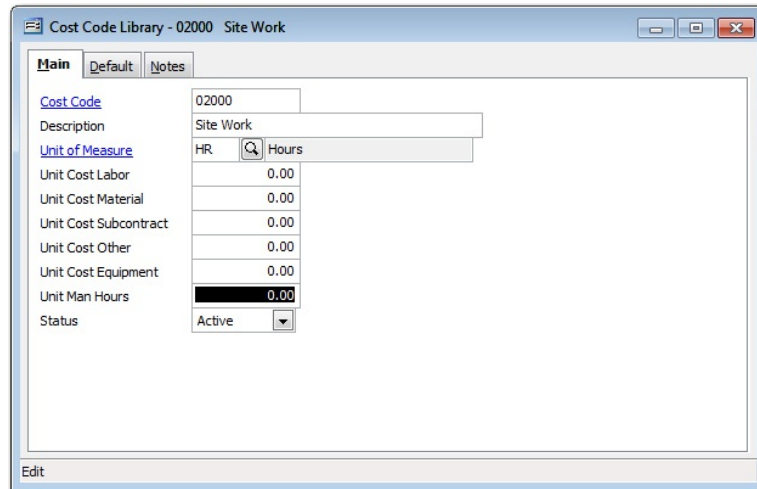 Cost Code Library - 02000 Site Work
Main Default Notes
Cost Code 02000
Description Site Work
Unit of Measure HR Hours
Unit Cost Labor 0.00
Unit Cost Material 0.00
Unit Cost Subcontract 0.00
Unit Cost Other 0.00
Unit Cost Equipment 0.00
Unit Man Hours 0.00
Status Active
Edit